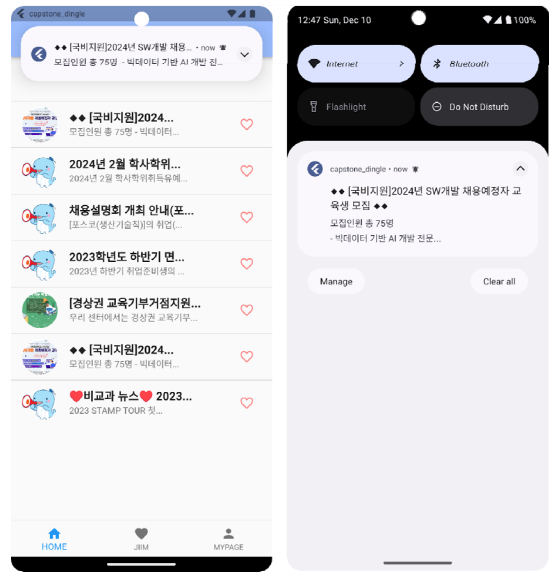 capstone_dingle
◆◆ [국비지원]2024년 SW개발 채용... • now
모집인원 총 75명 - 빅데이터 기반 AI 개발 전...
◆◆ [국비지원]2024...
모집인원 총 75명 - 빅데이터...
2024년 2월 학사학위...
2024년 2월 학사학위취득유예...
채용설명회 개최 안내(포...
[포스코(생산기술직)]의 취업(...
2023학년도 하반기 면...
2023년 하반기 취업준비생의 ...
[경상권 교육기부거점지원...
우리 센터에서는 경상권 교육기부...
◆◆ [국비지원]2024...
모집인원 총 75명 - 빅데이터...
❤️비교과 뉴스❤️ 2023...
2023 STAMP TOUR 첫...
HOME
JJIM
MYPAGE
12:47 Sun, Dec 10
100%
Internet
Bluetooth
Flashlight
Do Not Disturb
capstone_dingle • now
◆◆ [국비지원]2024년 SW개발 채용예정자 교
육생 모집 ◆◆
모집인원 총 75명
- 빅데이터 기반 AI 개발 전문...
Manage
Clear all